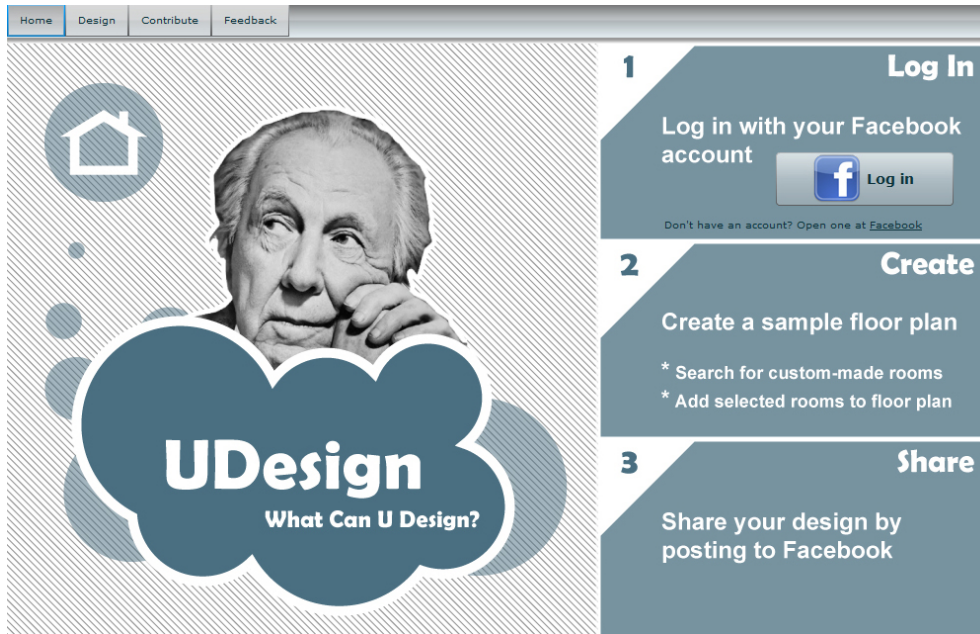 Home
Design
Contribute
Feedback
UDesign
What Can U Design?
1
Log In
Log in with your Facebook
account
f Log in
Don't have an account? Open one at Facebook
2
Create
Create a sample floor plan
* Search for custom-made rooms
* Add selected rooms to floor plan
3
Share
Share your design by
posting to Facebook